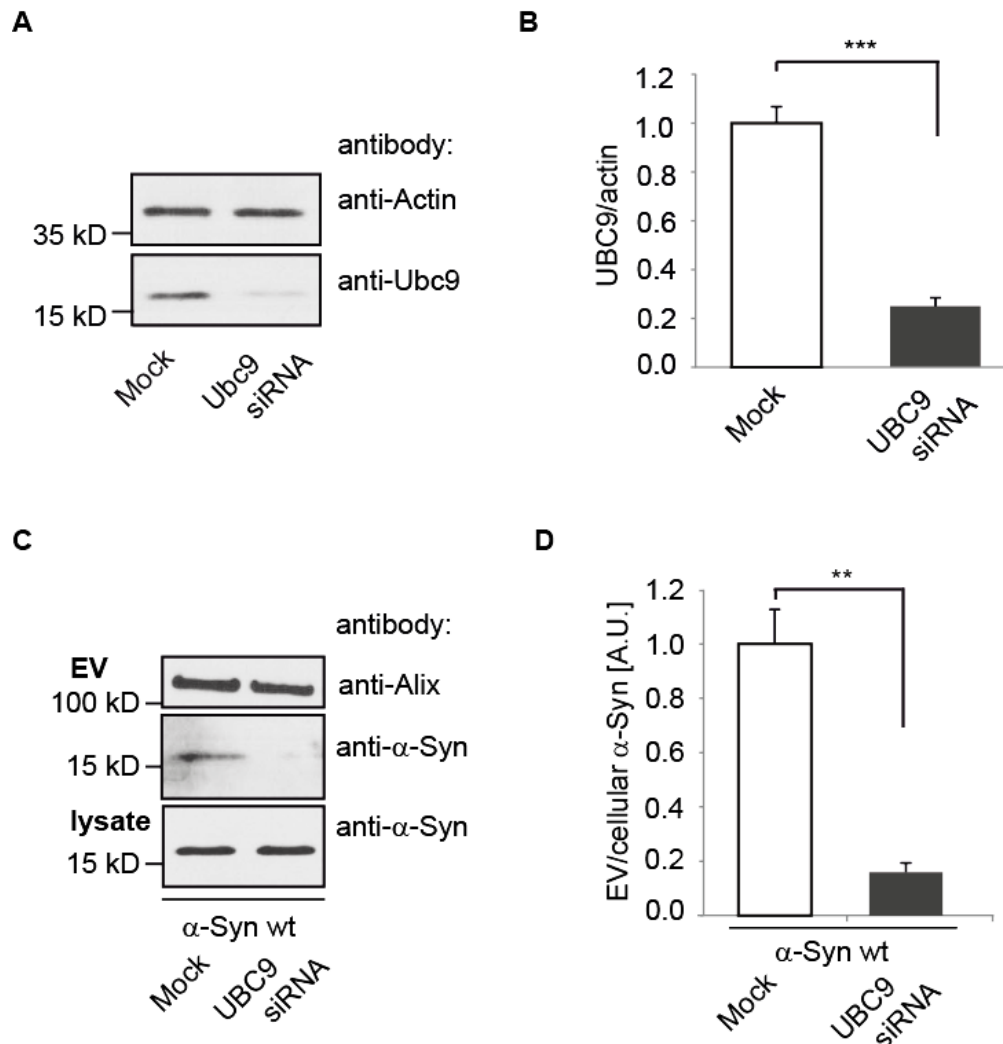 A
antibody:
anti-Actin
35 kD
anti-Ubc9
15 kD
Mock
Ubc9
siRNA
B
***
UBC9/actin
1.2
1.0
0.8
0.6
0.4
0.2
0.0
Mock
UBC9
siRNA
C
antibody:
EV
anti-Alix
100 kD
anti-α-Syn
15 kD
lysate
anti-α-Syn
15 kD
α-Syn wt
Mock
UBC9
siRNA
D
**
EV/cellular α-Syn [A.U.]
1.2
1.0
0.8
0.6
0.4
0.2
0.0
α-Syn wt
Mock
UBC9
siRNA